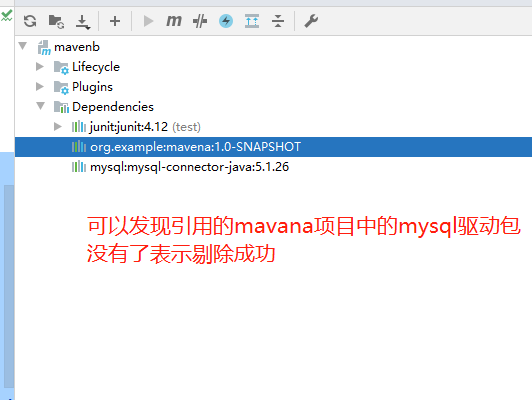 mavenb
Lifecycle
Plugins
Dependencies
junit:junit:4.12 (test)
org.example:mavena:1.0-SNAPSHOT
mysql:mysql-connector-java:5.1.26
可以发现引用的mavana项目中的mysql驱动包
没有了表示剔除成功